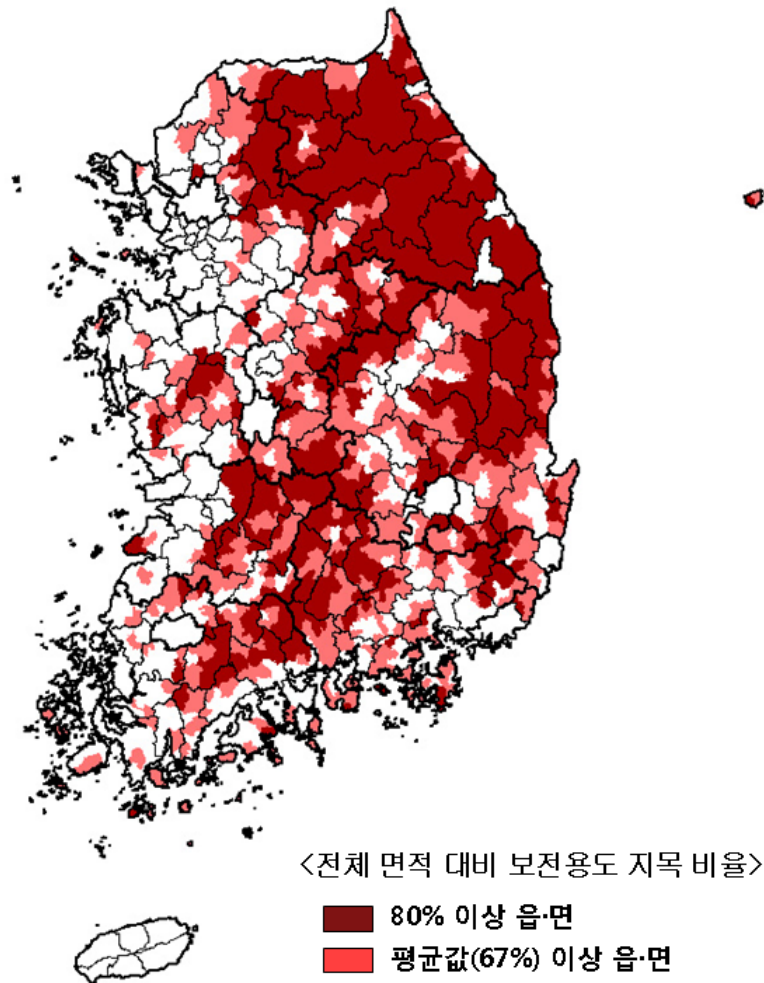 <전체 면적 대비 보전용도 지목 비율>
80% 이상 읍·면
평균값(67%) 이상 읍·면